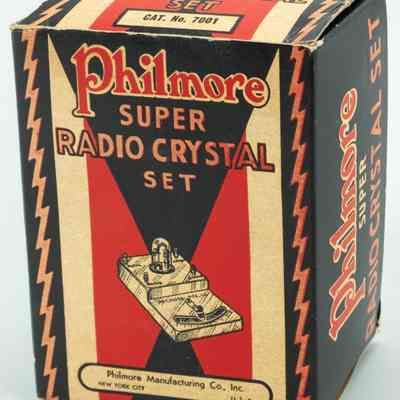 SET
CAT. No. 7001
Philmore
SUPER
RADIO CRYSTAL
SET
Philmore Manufacturing Co., Inc.
NEW YORK CITY
Philmore
SUPER
RADIO CRYSTAL SET